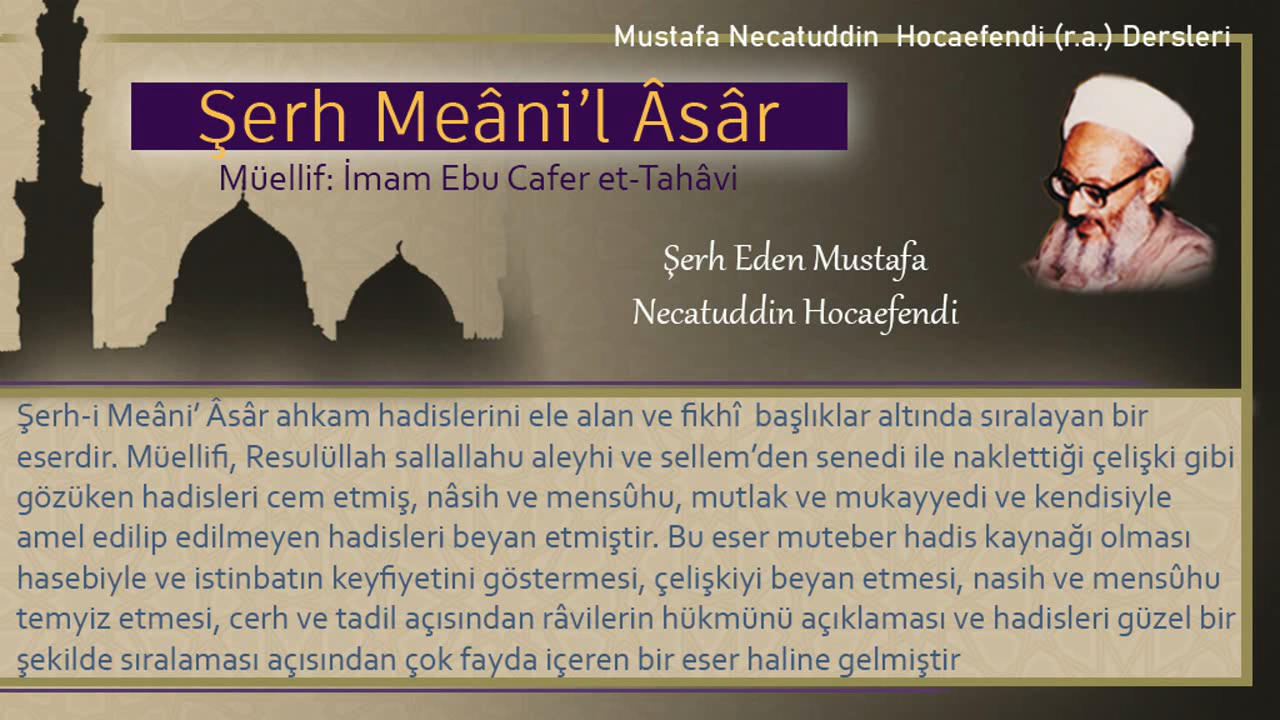 Mustafa Necatuddin Hocaefendi (r.a.) Dersleri
Şerh Meâni’l Âsâr
Müellif: İmam Ebu Cafer et-Tahâvi
Şerh Eden Mustafa
Necatuddin Hocaefendi
Şerh-i Meâni’ Âsâr ahkam hadislerini ele alan ve fikhî başlıklar altında sıralayan bir
eserdir. Müellifi, Resulüllah sallallahu aleyhi ve sellem’den senedi ile naklettiği çelişki gibi
gözüken hadisleri cem etmiş, nâsih ve mensûhu, mutlak ve mukayyedi ve kendisiyle
amel edilip edilmeyen hadisleri beyan etmiştir. Bu eser muteber hadis kaynağı olması
hasebiyle ve istinbatın keyfiyetini göstermesi, çelişkiyi beyan etmesi, nasih ve mensûhu
temyiz etmesi, cerh ve tadil açısından râvilerin hükmünü açıklaması ve hadisleri güzel bir
şekilde sıralaması açısından çok fayda içeren bir eser haline gelmiştir